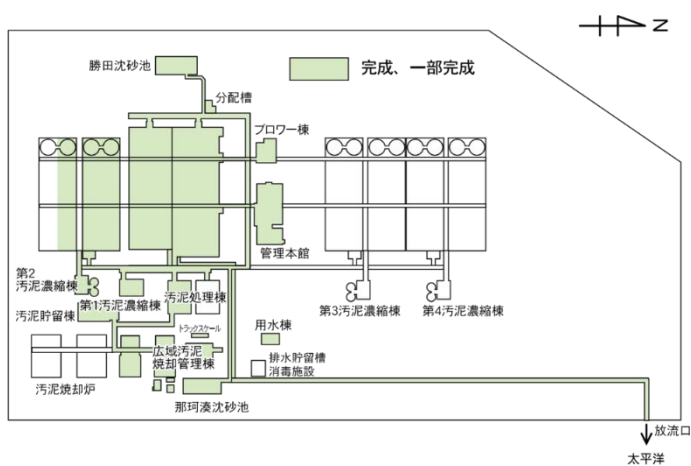 N
勝田沈砂池
完成、一部完成
分配槽
ブロワー棟
管理本館
第2
汚泥濃縮棟
第1汚泥濃縮棟
汚泥処理棟
第3汚泥濃縮棟
第4汚泥濃縮棟
汚泥貯留棟
トラックスケール
用水棟
広域汚泥
焼却管理棟
排水貯留槽
消毒施設
汚泥焼却炉
那珂湊沈砂池
放流口
太平洋